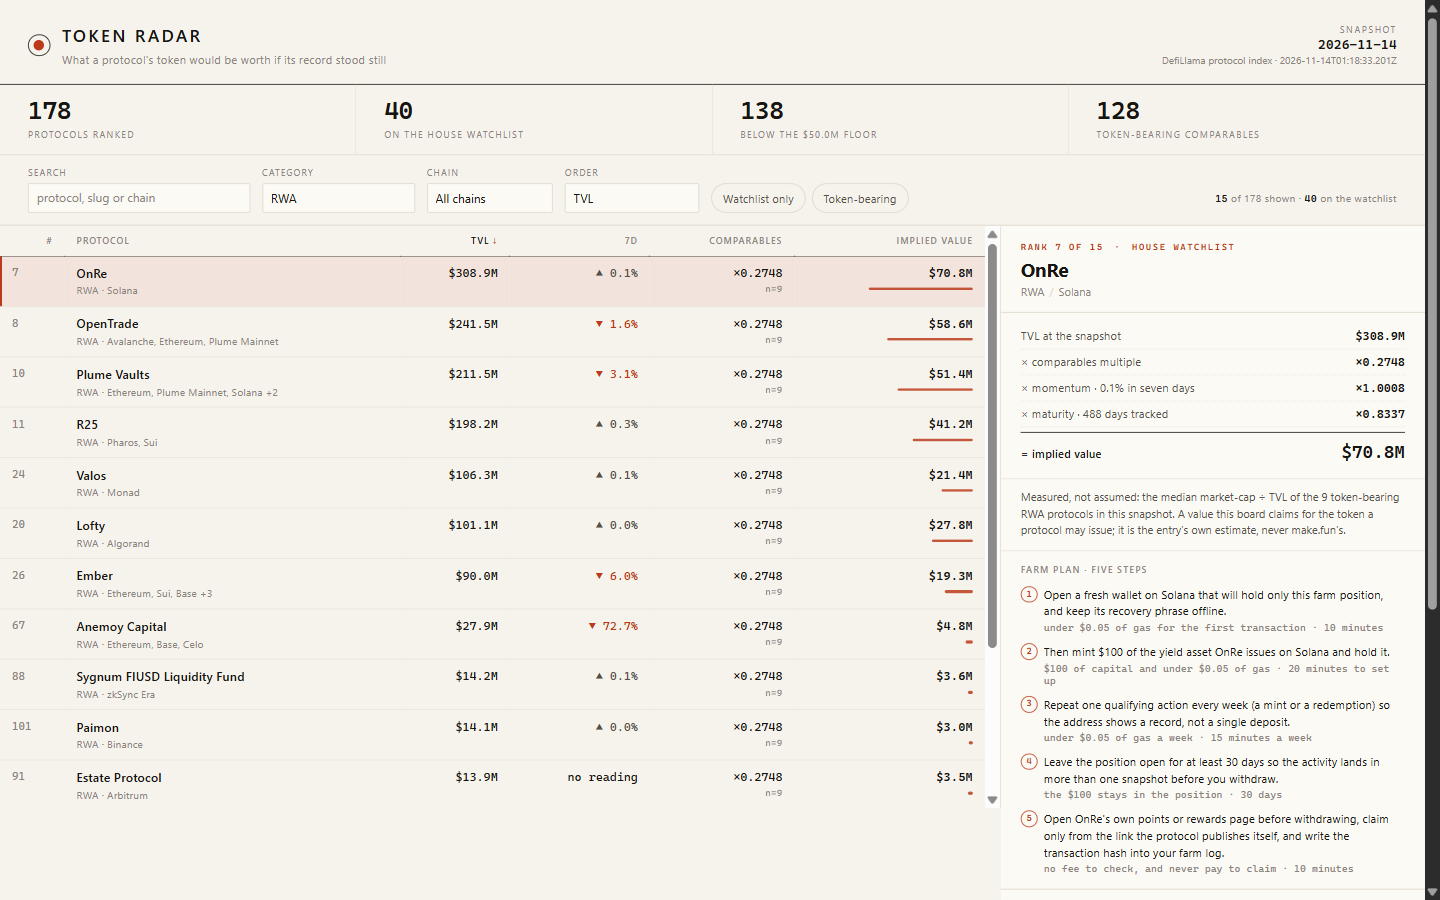 TOKEN RADAR
What a protocol's token would be worth if its record stood still
SNAPSHOT
2026-11-14
DefiLlama protocol index · 2026-11-14T01:18:33.201Z
178
PROTOCOLS RANKED
40
ON THE HOUSE WATCHLIST
138
BELOW THE $50.0M FLOOR
128
TOKEN-BEARING COMPARABLES
SEARCH
protocol, slug or chain
CATEGORY
RWA
CHAIN
All chains
ORDER
TVL
Watchlist only
Token-bearing
15 of 178 shown · 40 on the watchlist
# PROTOCOL TVL ↓ 7D COMPARABLES IMPLIED VALUE
7 OnRe $308.9M ▲ 0.1% ×0.2748 $70.8M
RWA · Solana n=9
8 OpenTrade $241.5M ▼ 1.6% ×0.2748 $58.6M
RWA · Avalanche, Ethereum, Plume Mainnet n=9
10 Plume Vaults $211.5M ▼ 3.1% ×0.2748 $51.4M
RWA · Ethereum, Plume Mainnet, Solana +2 n=9
11 R25 $198.2M ▲ 0.3% ×0.2748 $41.2M
RWA · Pharos, Sui n=9
24 Valos $106.3M ▲ 0.1% ×0.2748 $21.4M
RWA · Monad n=9
20 Lofty $101.1M ▲ 0.0% ×0.2748 $27.8M
RWA · Algorand n=9
26 Ember $90.0M ▼ 6.0% ×0.2748 $19.3M
RWA · Ethereum, Sui, Base +3 n=9
67 Anemoy Capital $27.9M ▼ 72.7% ×0.2748 $4.8M
RWA · Ethereum, Base, Celo n=9
88 Sygnum FIUSD Liquidity Fund $14.2M ▲ 0.1% ×0.2748 $3.6M
RWA · zkSync Era n=9
101 Paimon $14.1M ▲ 0.0% ×0.2748 $3.0M
RWA · Binance n=9
91 Estate Protocol $13.9M no reading ×0.2748 $3.5M
RWA · Arbitrum n=9
RANK 7 OF 15 · HOUSE WATCHLIST
OnRe
RWA / Solana
TVL at the snapshot $308.9M
× comparables multiple ×0.2748
× momentum · 0.1% in seven days ×1.0008
× maturity · 488 days tracked ×0.8337
= implied value $70.8M
Measured, not assumed: the median market-cap ÷ TVL of the 9 token-bearing
RWA protocols in this snapshot. A value this board claims for the token a
protocol may issue; it is the entry's own estimate, never make.fun's.
FARM PLAN · FIVE STEPS
1 Open a fresh wallet on Solana that will hold only this farm position,
and keep its recovery phrase offline.
under $0.05 of gas for the first transaction · 10 minutes
2 Then mint $100 of the yield asset OnRe issues on Solana and hold it.
$100 of capital and under $0.05 of gas · 20 minutes to set
up
3 Repeat one qualifying action every week (a mint or a redemption) so
the address shows a record, not a single deposit.
under $0.05 of gas a week · 15 minutes a week
4 Leave the position open for at least 30 days so the activity lands in
more than one snapshot before you withdraw.
the $100 stays in the position · 30 days
5 Open OnRe's own points or rewards page before withdrawing, claim
only from the link the protocol publishes itself, and write the
transaction hash into your farm log.
no fee to check, and never pay to claim · 10 minutes